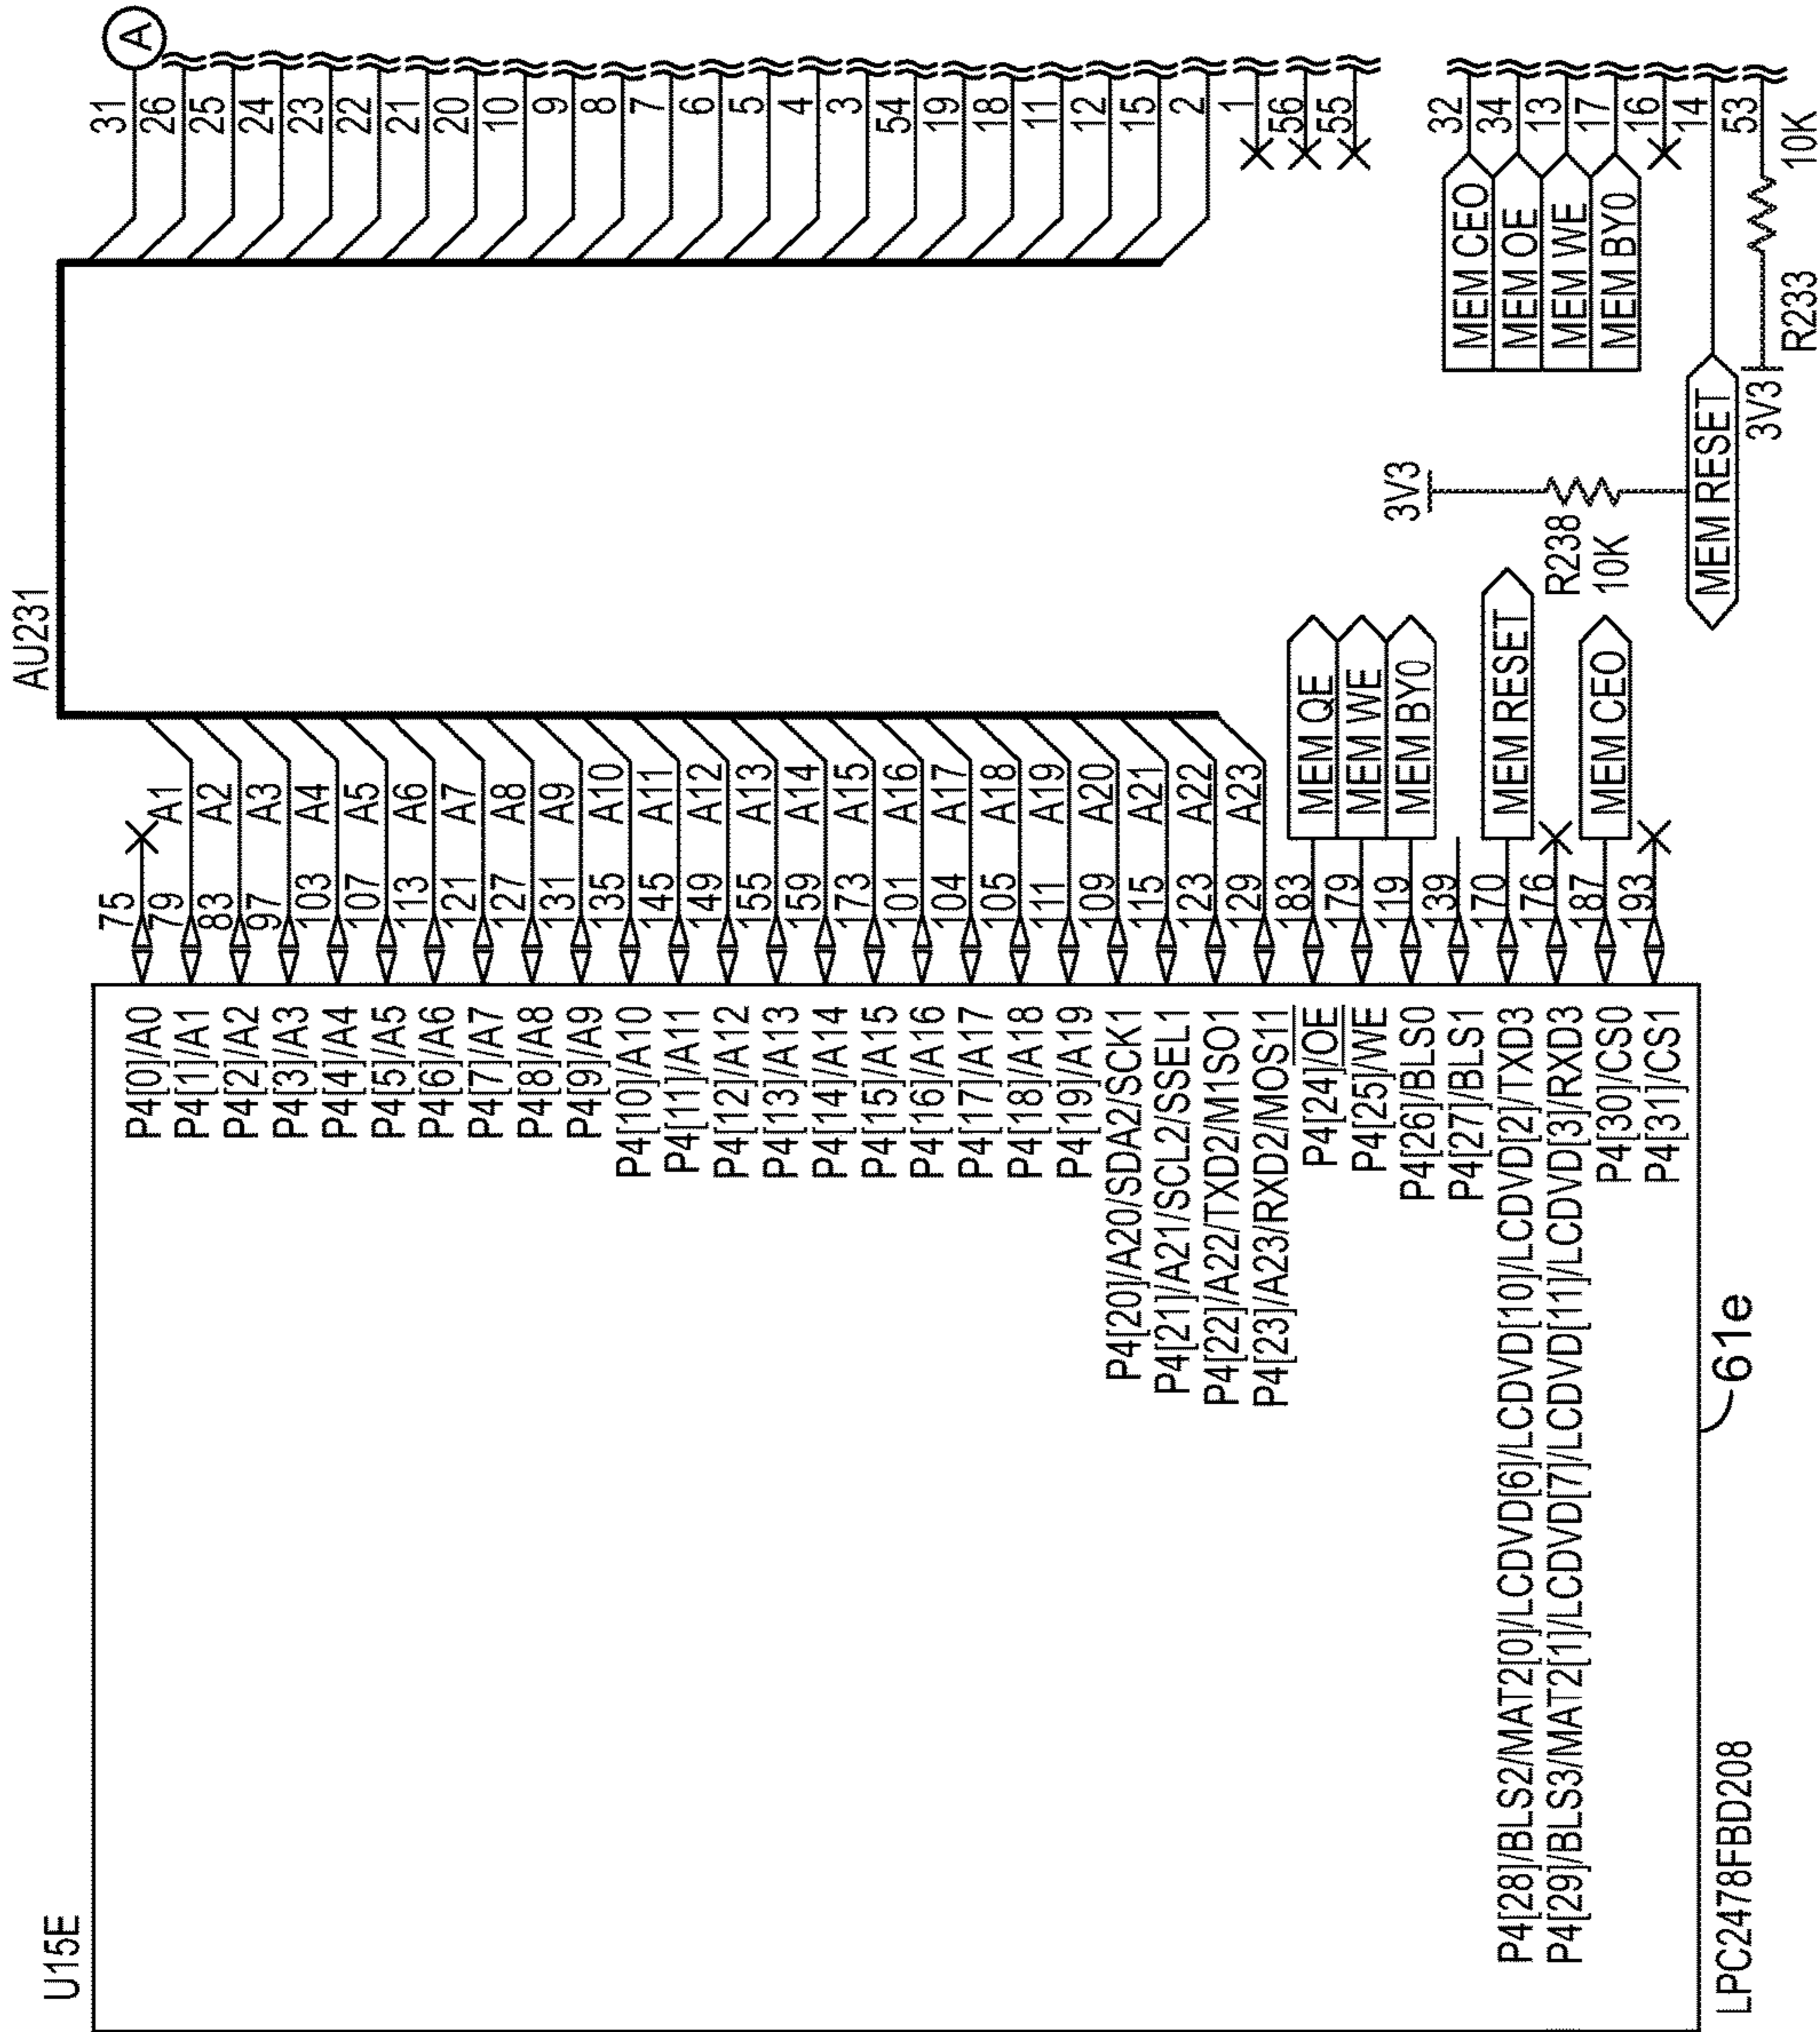 U15E
P4[0]/A0 75
P4[1]/A1 79 A1
P4[2]/A2 83 A2
P4[3]/A3 97 A3
P4[4]/A4 103 A4
P4[5]/A5 107 A5
P4[6]/A6 113 A6
P4[7]/A7 121 A7
P4[8]/A8 127 A8
P4[9]/A9 131 A9
P4[10]/A10 135 A10
P4[11]/A11 145 A11
P4[12]/A12 149 A12
P4[13]/A13 155 A13
P4[14]/A14 159 A14
P4[15]/A15 173 A15
P4[16]/A16 101 A16
P4[17]/A17 104 A17
P4[18]/A18 105 A18
P4[19]/A19 111 A19
P4[20]/A20/SDA2/SCK1 109 A20
P4[21]/A21/SCL2/SSEL1 115 A21
P4[22]/A22/TXD2/M1SO1 123 A22
P4[23]/A23/RXD2/MOS11 129 A23
P4[24]/OE 183 MEM QE
P4[25]/WE 179 MEM WE
P4[26]/BLS0 119 MEM BY0
P4[27]/BLS1 139
P4[28]/BLS2/MAT2[0]/LCDVD[6]/LCDVD[10]/LCDVD[2]/TXD3 170 MEM RESET
P4[29]/BLS3/MAT2[1]/LCDVD[7]/LCDVD[11]/LCDVD[3]/RXD3 176
P4[30]/CS0 187 MEM CEO
P4[31]/CS1 193
LPC2478FBD208
61e
AU231
31 A
26
25
24
23
22
21
20
10
9
8
7
6
5
4
3
54
19
18
11
12
15
2
1
56
55
MEM CEO 32
MEM OE 34
MEM WE 13
MEM BY0 17
16
3V3
R238
10K
MEM RESET 14
3V3 53
R233 10K